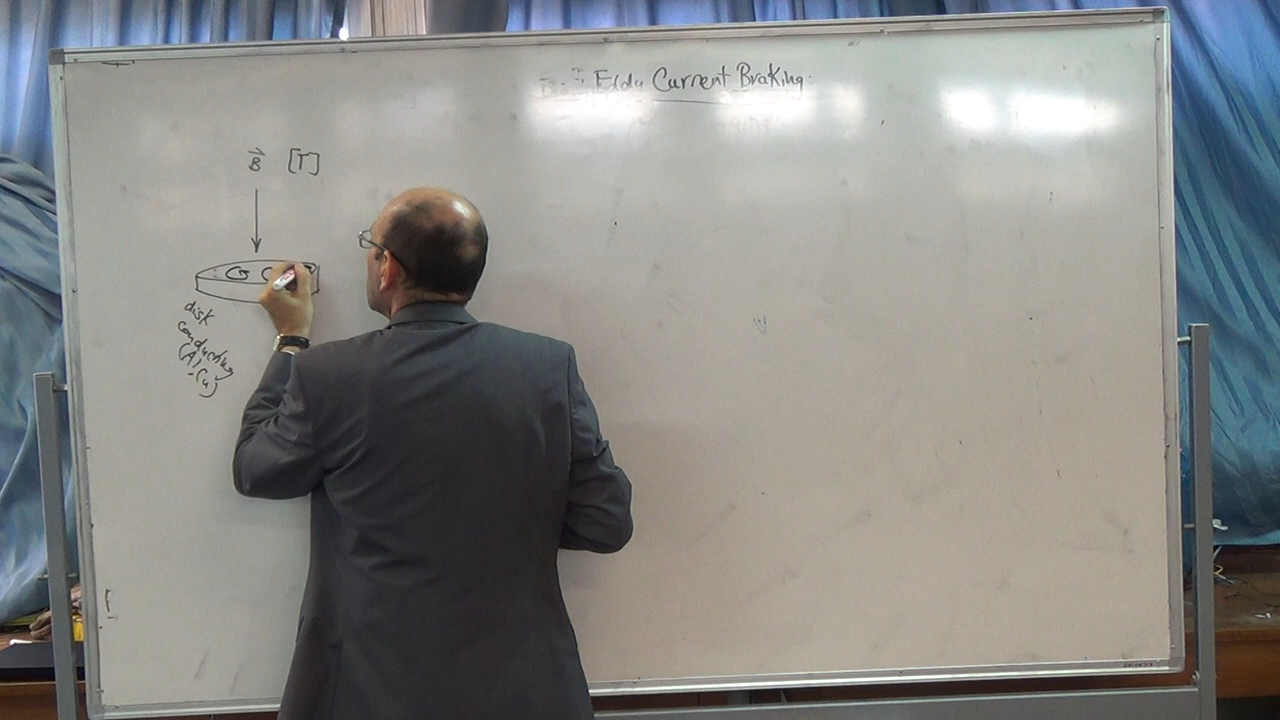 Eddy Current Braking
B [T]
disk
conducting
(Al
,Cu)